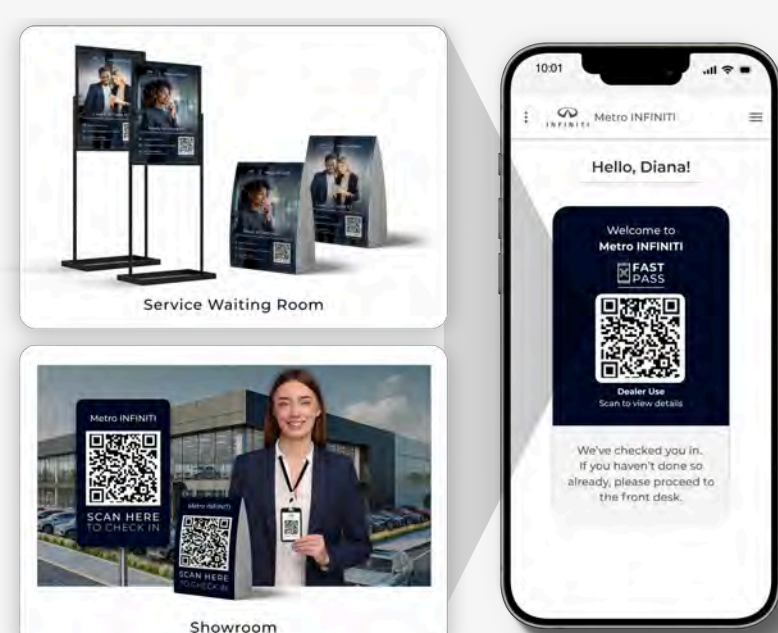 Service Waiting Room
Metro INFINITI
SCAN HERE
TO CHECK IN
Metro INFINITI
SCAN HERE
TO CHECK IN
Showroom
10:01
INFINITI
Metro INFINITI
Hello, Diana!
Welcome to
Metro INFINITI
FAST
PASS
Dealer Use
Scan to view details
We've checked you in.
If you haven't done so
already, please proceed to
the front desk.